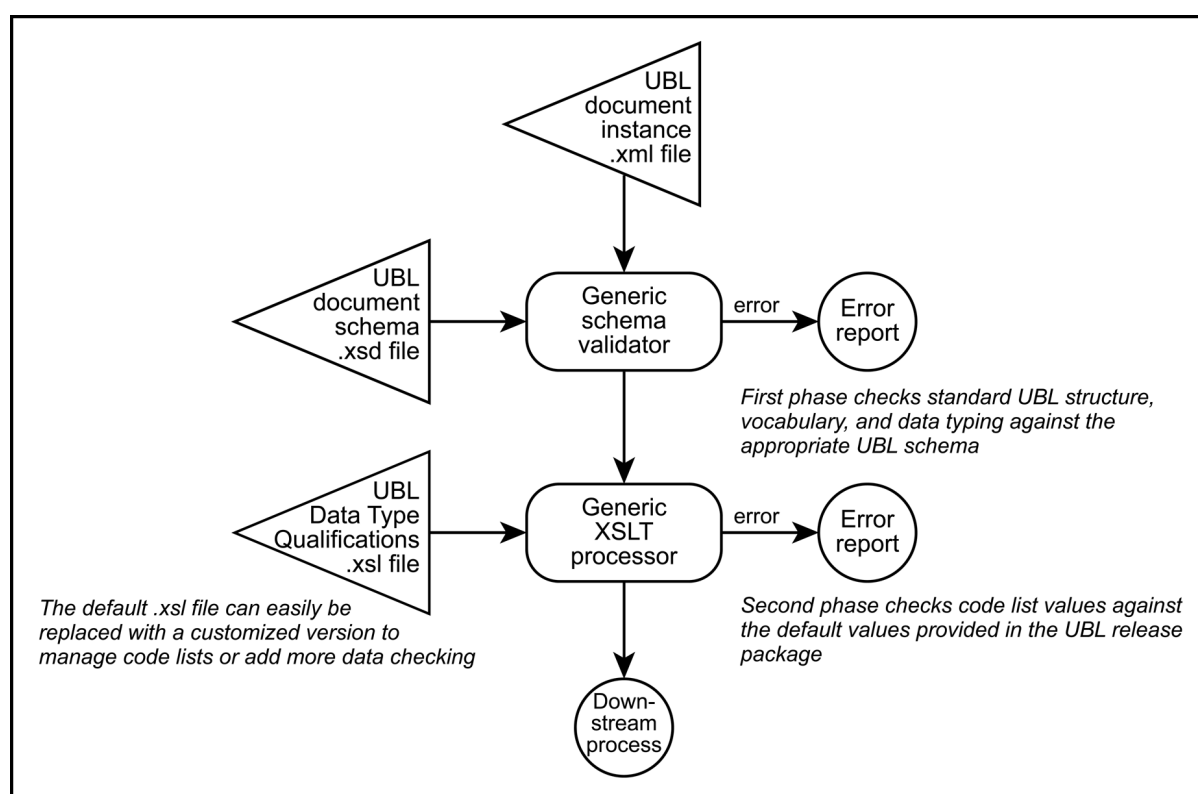 UBL
document
instance
.xml file
UBL
document
schema
.xsd file
Generic
schema
validator
error
Error
report
First phase checks standard UBL structure,
vocabulary, and data typing against the
appropriate UBL schema
UBL
Data Type
Qualifications
.xsl file
Generic
XSLT
processor
error
Error
report
The default .xsl file can easily be
replaced with a customized version to
manage code lists or add more data checking
Second phase checks code list values against
the default values provided in the UBL release
package
Down-
stream
process